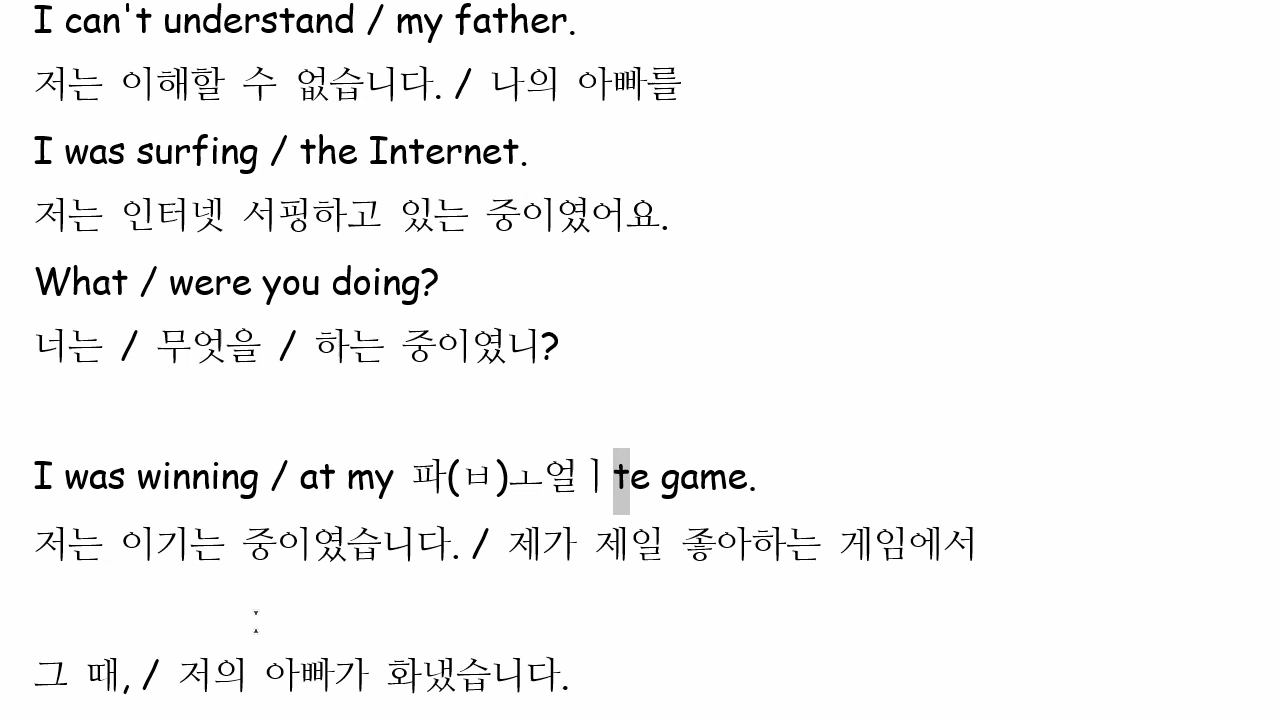 I can't understand / my father.
저는 이해할 수 없습니다. / 나의 아빠를
I was surfing / the Internet.
저는 인터넷 서핑하고 있는 중이였어요.
What / were you doing?
너는 / 무엇을 / 하는 중이였니?
I was winning / at my 파(ㅂ)ㅗ얼ㅣte game.
저는 이기는 중이였습니다. / 제가 제일 좋아하는 게임에서
그 때, / 저의 아빠가 화냈습니다.